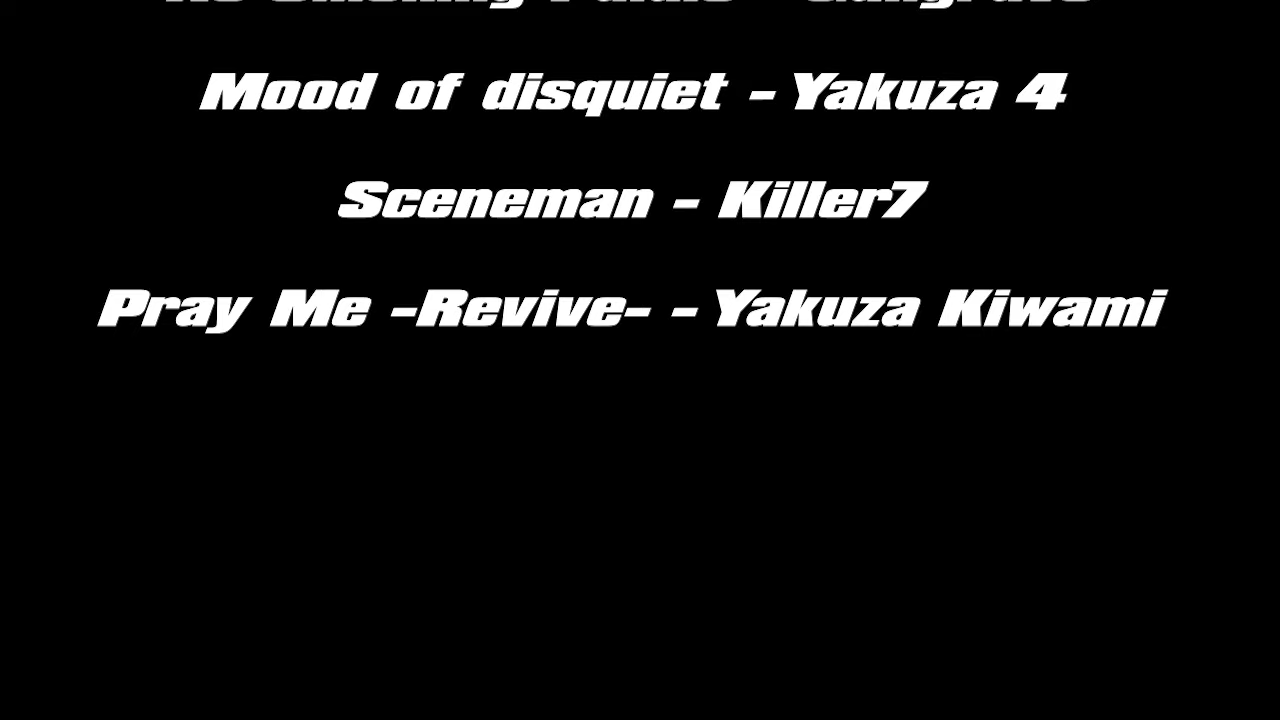 Mood of disquiet - Yakuza 4
Sceneman - Killer7
Pray Me -Revive- - Yakuza Kiwami